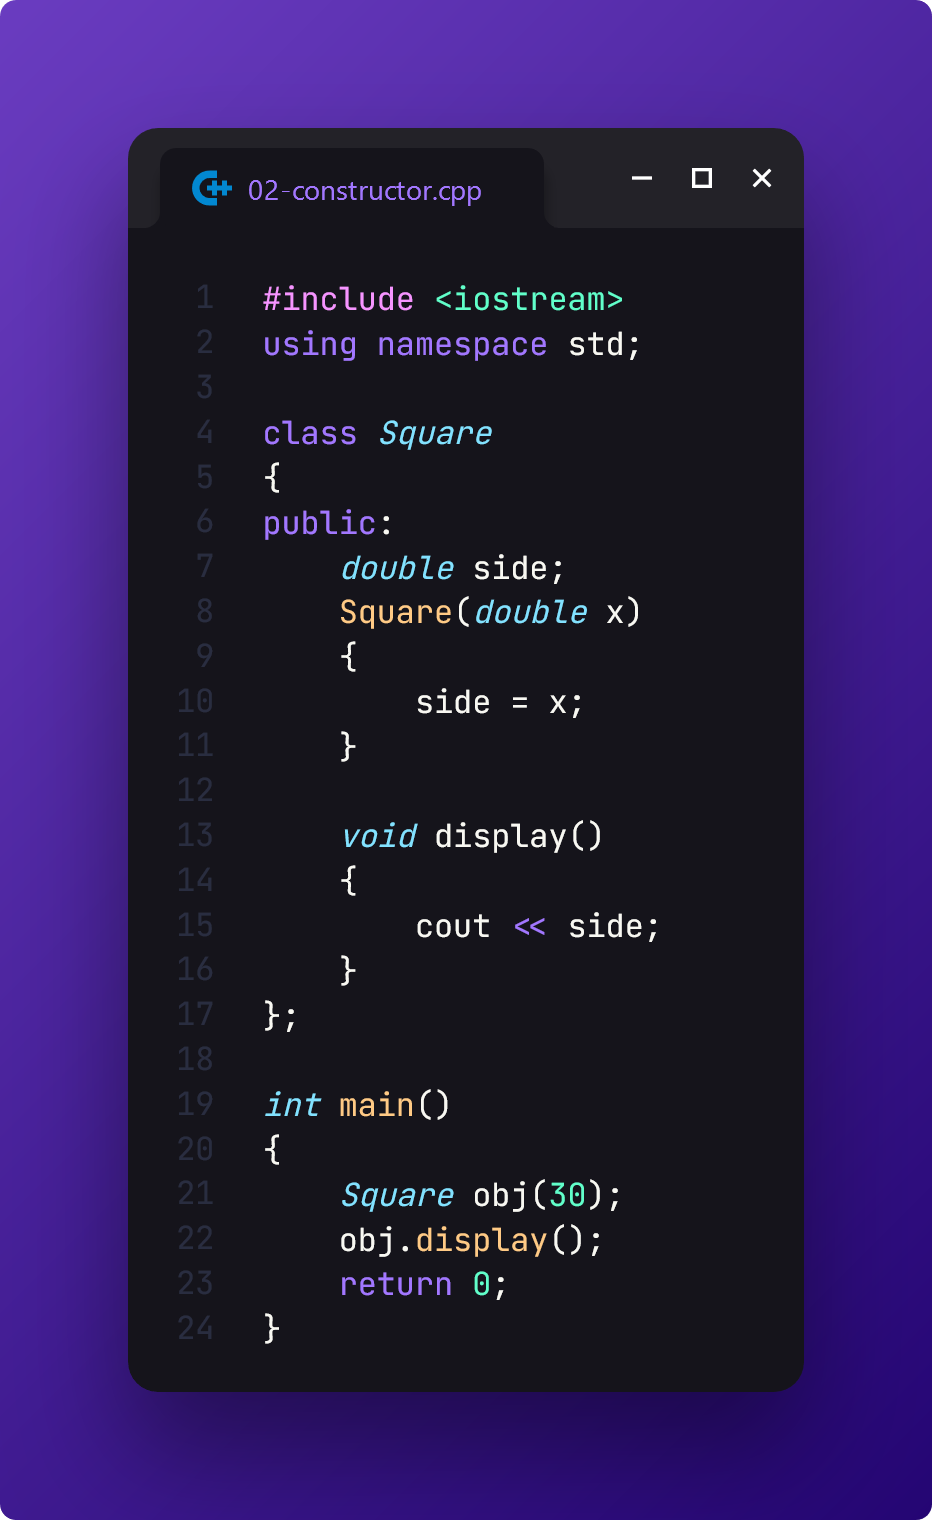 02-constructor.cpp
1 #include <iostream>
2 using namespace std;
3
4 class Square
5 {
6 public:
7     double side;
8     Square(double x)
9     {
10         side = x;
11     }
12
13     void display()
14     {
15         cout << side;
16     }
17 };
18
19 int main()
20 {
21     Square obj(30);
22     obj.display();
23     return 0;
24 }